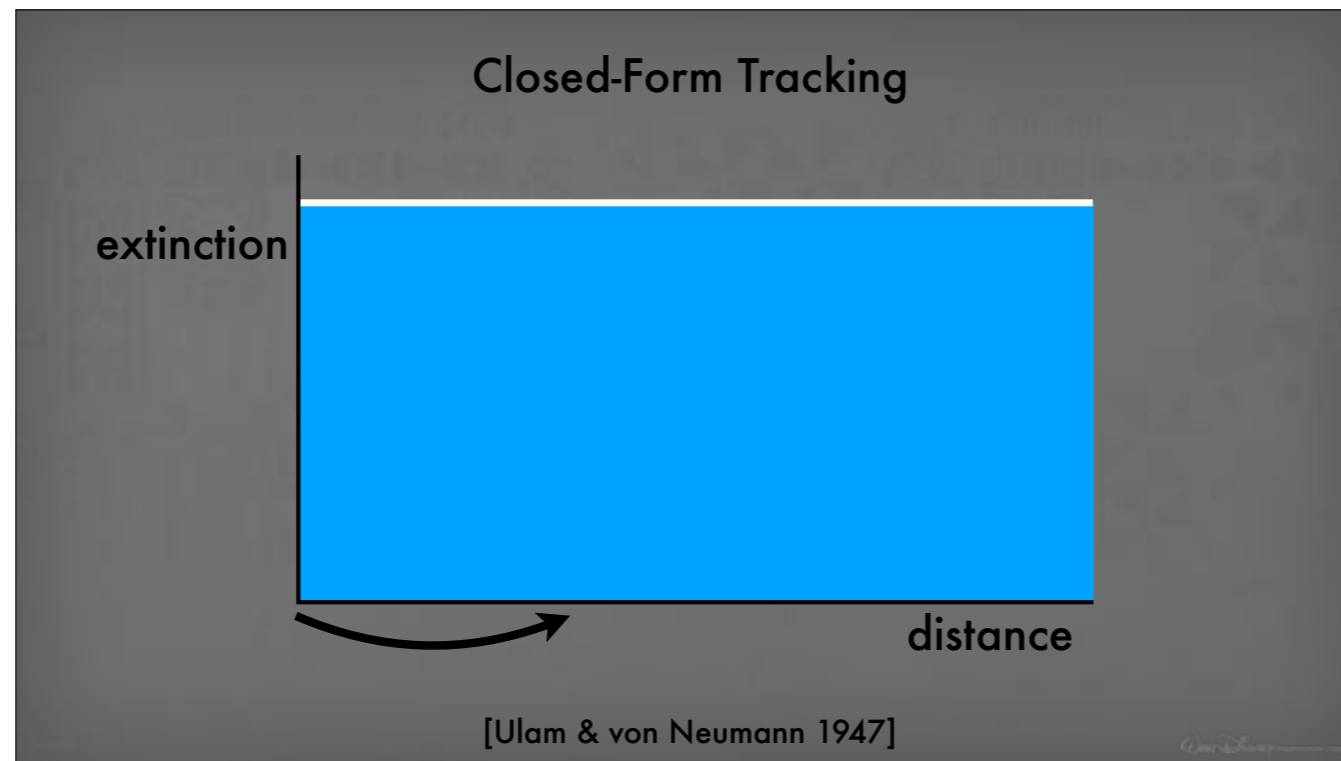 Closed-Form Tracking
extinction
distance
[Ulam & von Neumann 1947]